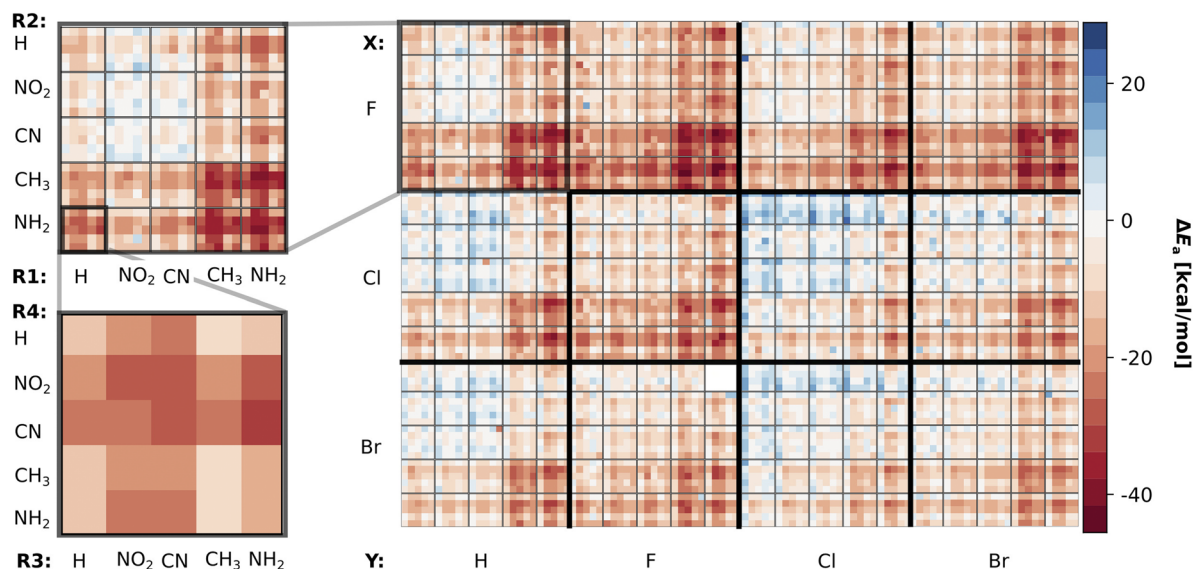 R2:
H
NO₂
CN
CH₃
NH₂
R1: H NO₂ CN CH₃ NH₂
R4:
H
NO₂
CN
CH₃
NH₂
R3: H NO₂ CN CH₃ NH₂
X:
F
Cl
Br
Y: H F Cl Br
20
0
-20
-40
ΔEₐ [kcal/mol]